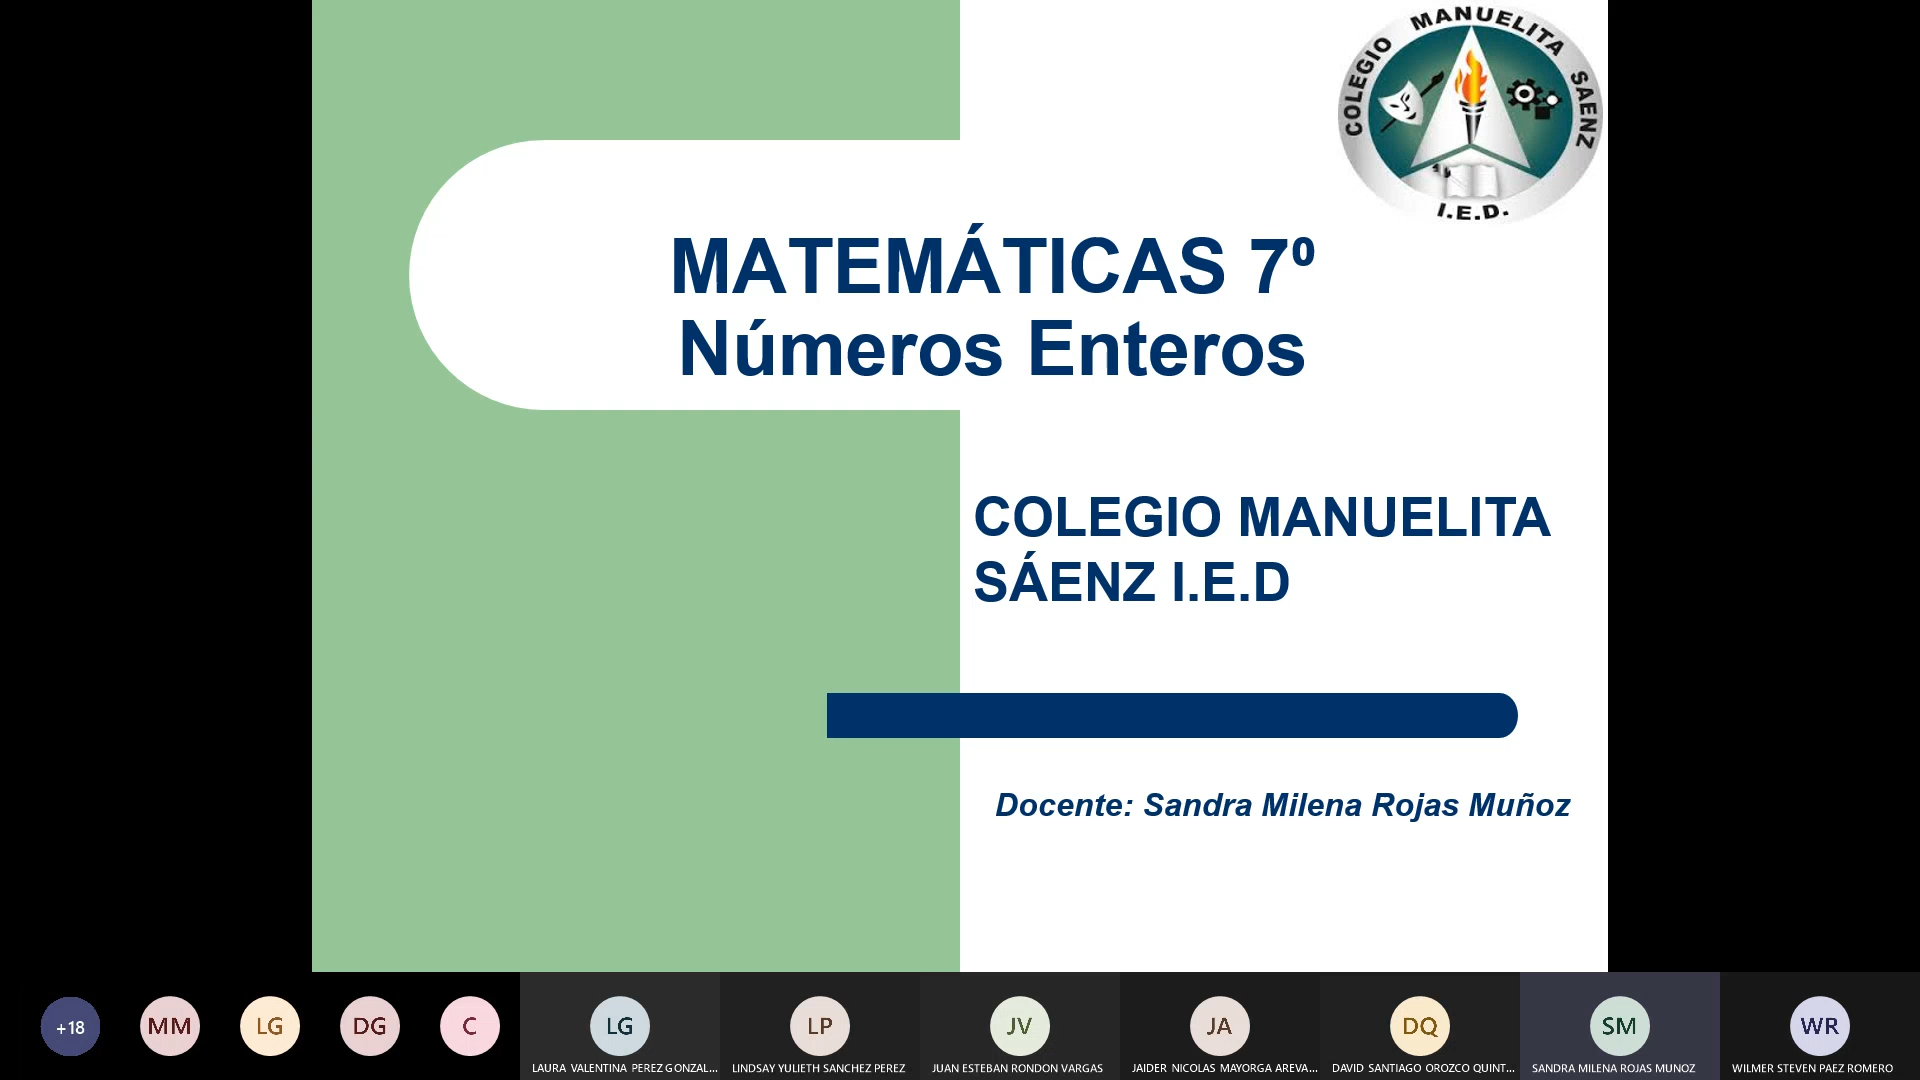 COLEGIO MANUELITA SAENZ
I.E.D.
MATEMÁTICAS 7º
Números Enteros
COLEGIO MANUELITA
SÁENZ I.E.D
Docente: Sandra Milena Rojas Muñoz
+18
MM
LG
DG
C
LG
LP
JV
JA
DQ
SM
WR
LAURA VALENTINA PEREZ GONZAL...
LINDSAY YULIETH SANCHEZ PEREZ
JUAN ESTEBAN RONDON VARGAS
JAIDER NICOLAS MAYORGA AREVA...
DAVID SANTIAGO OROZCO QUINT...
SANDRA MILENA ROJAS MUNOZ
WILMER STEVEN PAEZ ROMERO